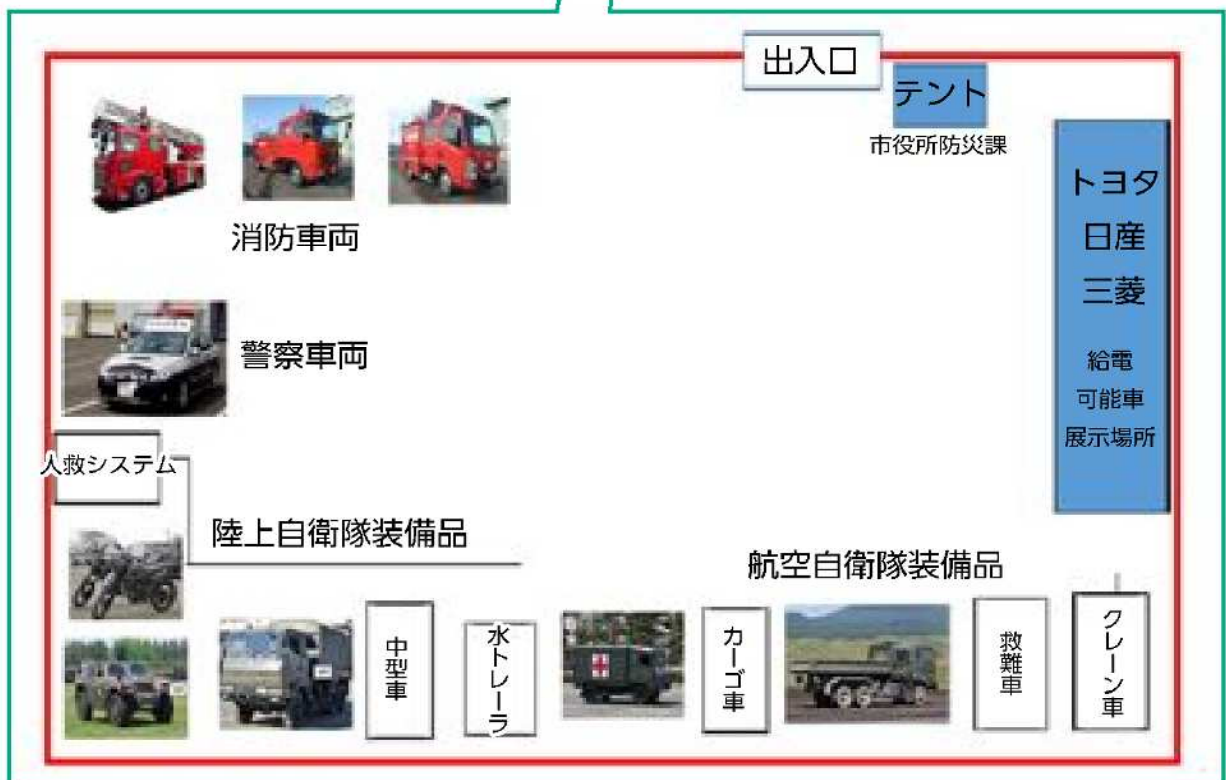 出入口
テント
市役所防災課
トヨタ
日産
三菱
給電
可能車
展示場所
消防車両
警察車両
人救システム
陸上自衛隊装備品
航空自衛隊装備品
中型車
水トレーラ
カーゴ車
救難車
クレーン車